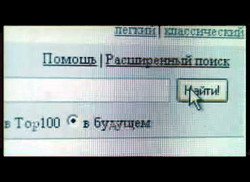 легкий | классический
Помощь | Расширенный поиск
Найти!
в Top100 в будущем